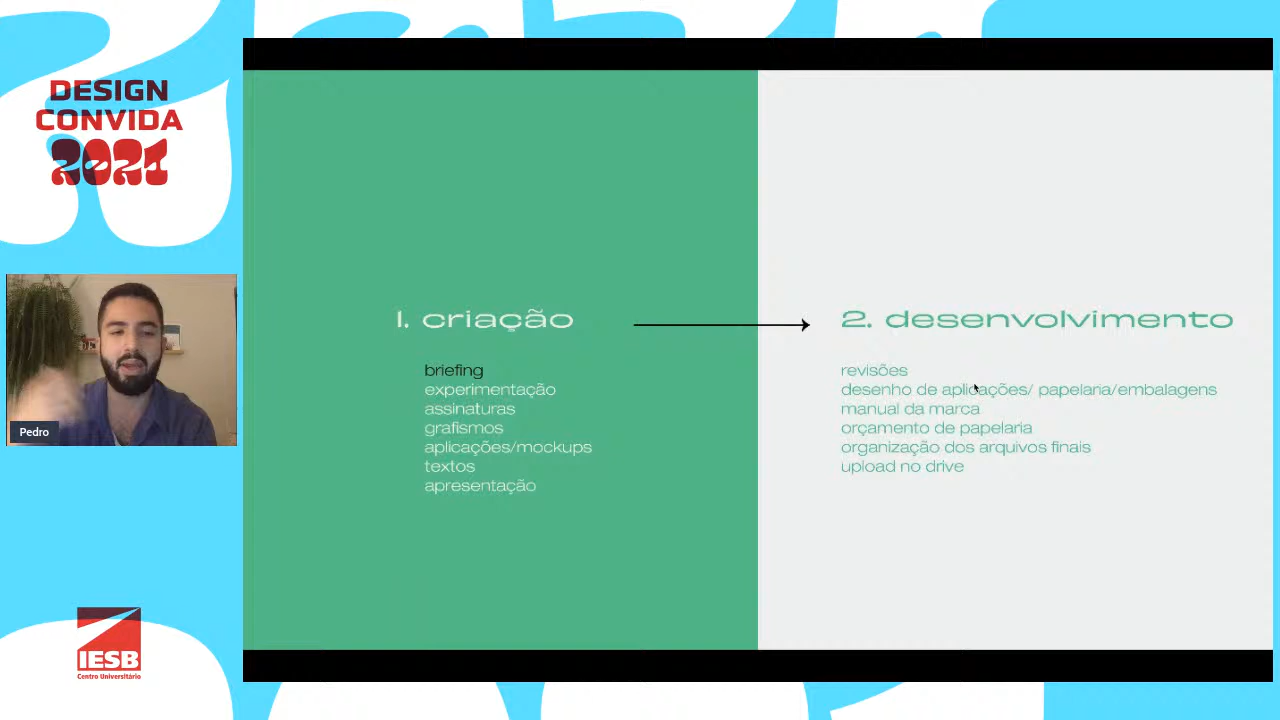 DESIGN
CONVIDA
2021
Pedro
IESB
Centro Universitário
1. criação
briefing
experimentação
assinaturas
grafismos
aplicações/mockups
textos
apresentação
2. desenvolvimento
revisões
desenho de aplicações/ papelaria/embalagens
manual da marca
orçamento de papelaria
organização dos arquivos finais
upload no drive